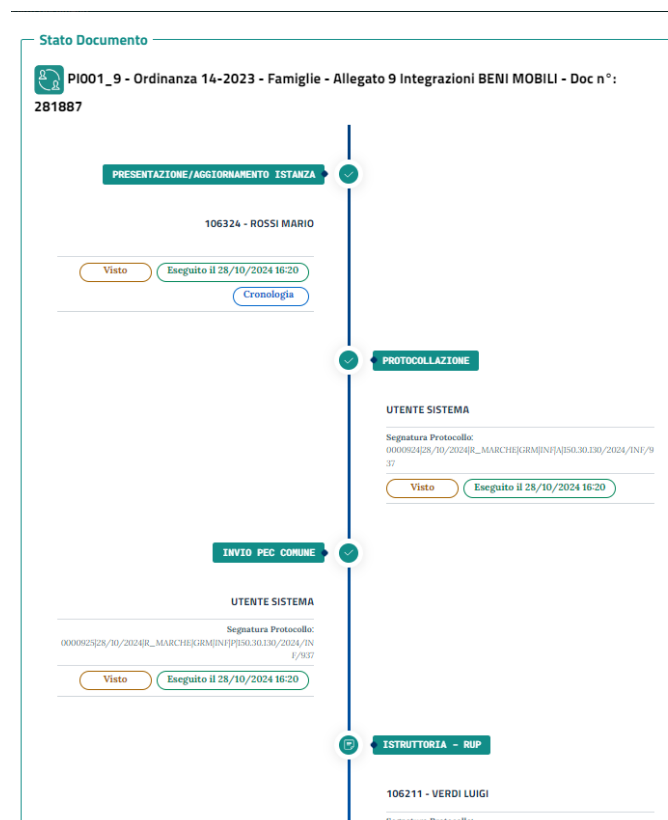 Stato Documento
PI001_9 - Ordinanza 14-2023 - Famiglie - Allegato 9 Integrazioni BENI MOBILI - Doc n°:
281887
PRESENTAZIONE/AGGIORNAMENTO ISTANZA
106324 - ROSSI MARIO
Visto
Eseguito il 28/10/2024 16:20
Cronologia
PROTOCOLLAZIONE
UTENTE SISTEMA
Segnatura Protocollo:
0000924|28/10/2024|R_MARCHE|GRM|INF|A|150.30.130/2024/INF/9
37
Visto
Eseguito il 28/10/2024 16:20
INVIO PEC COMUNE
UTENTE SISTEMA
Segnatura Protocollo:
0000925|28/10/2024|R_MARCHE|GRM|INF|P|150.30.130/2024/IN
F/937
Visto
Eseguito il 28/10/2024 16:20
ISTRUTTORIA - RUP
106211 - VERDI LUIGI